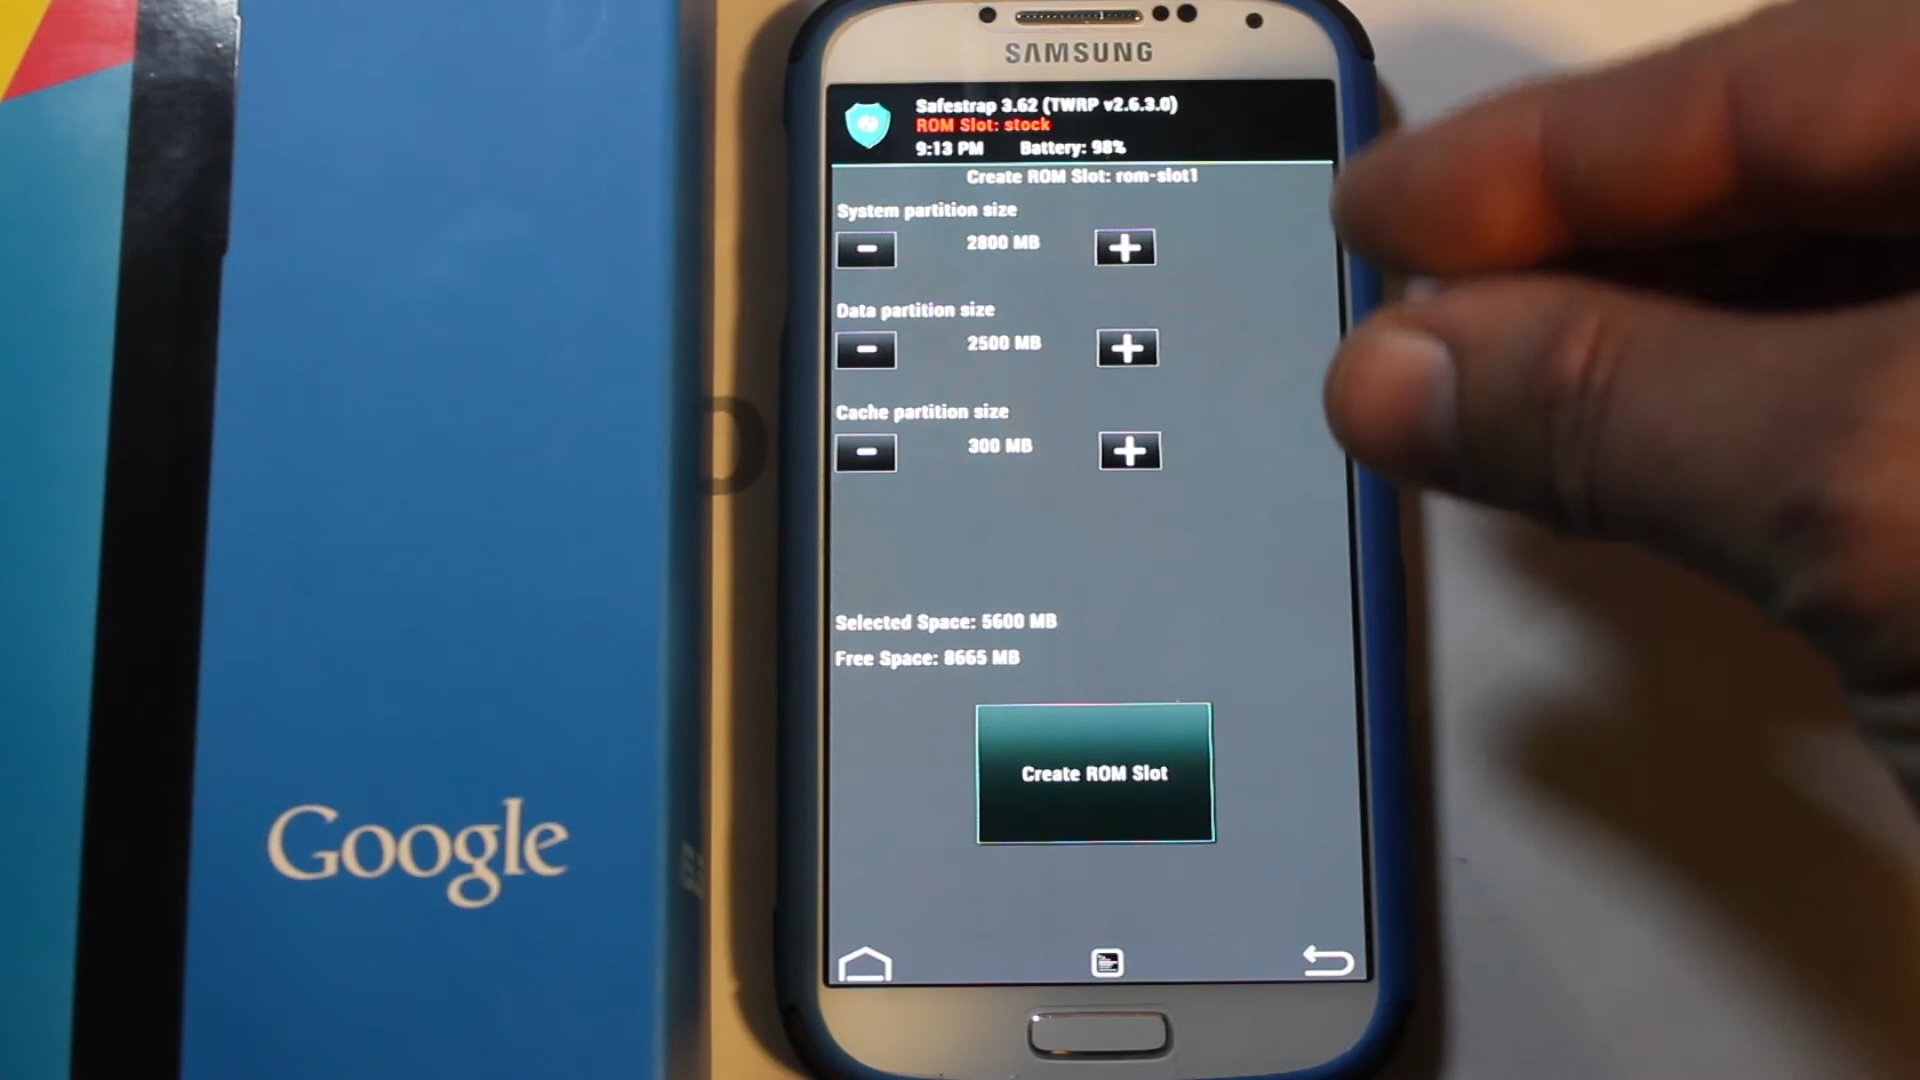 SAMSUNG
Safestrap 3.62 (TWRP v2.6.3.0)
ROM Slot: stock
9:13 PM Battery: 98%
Create ROM Slot: rom-slot1
System partition size
- 2800 MB +
Data partition size
- 2500 MB +
Cache partition size
- 300 MB +
Selected Space: 5600 MB
Free Space: 8665 MB
Create ROM Slot
Google